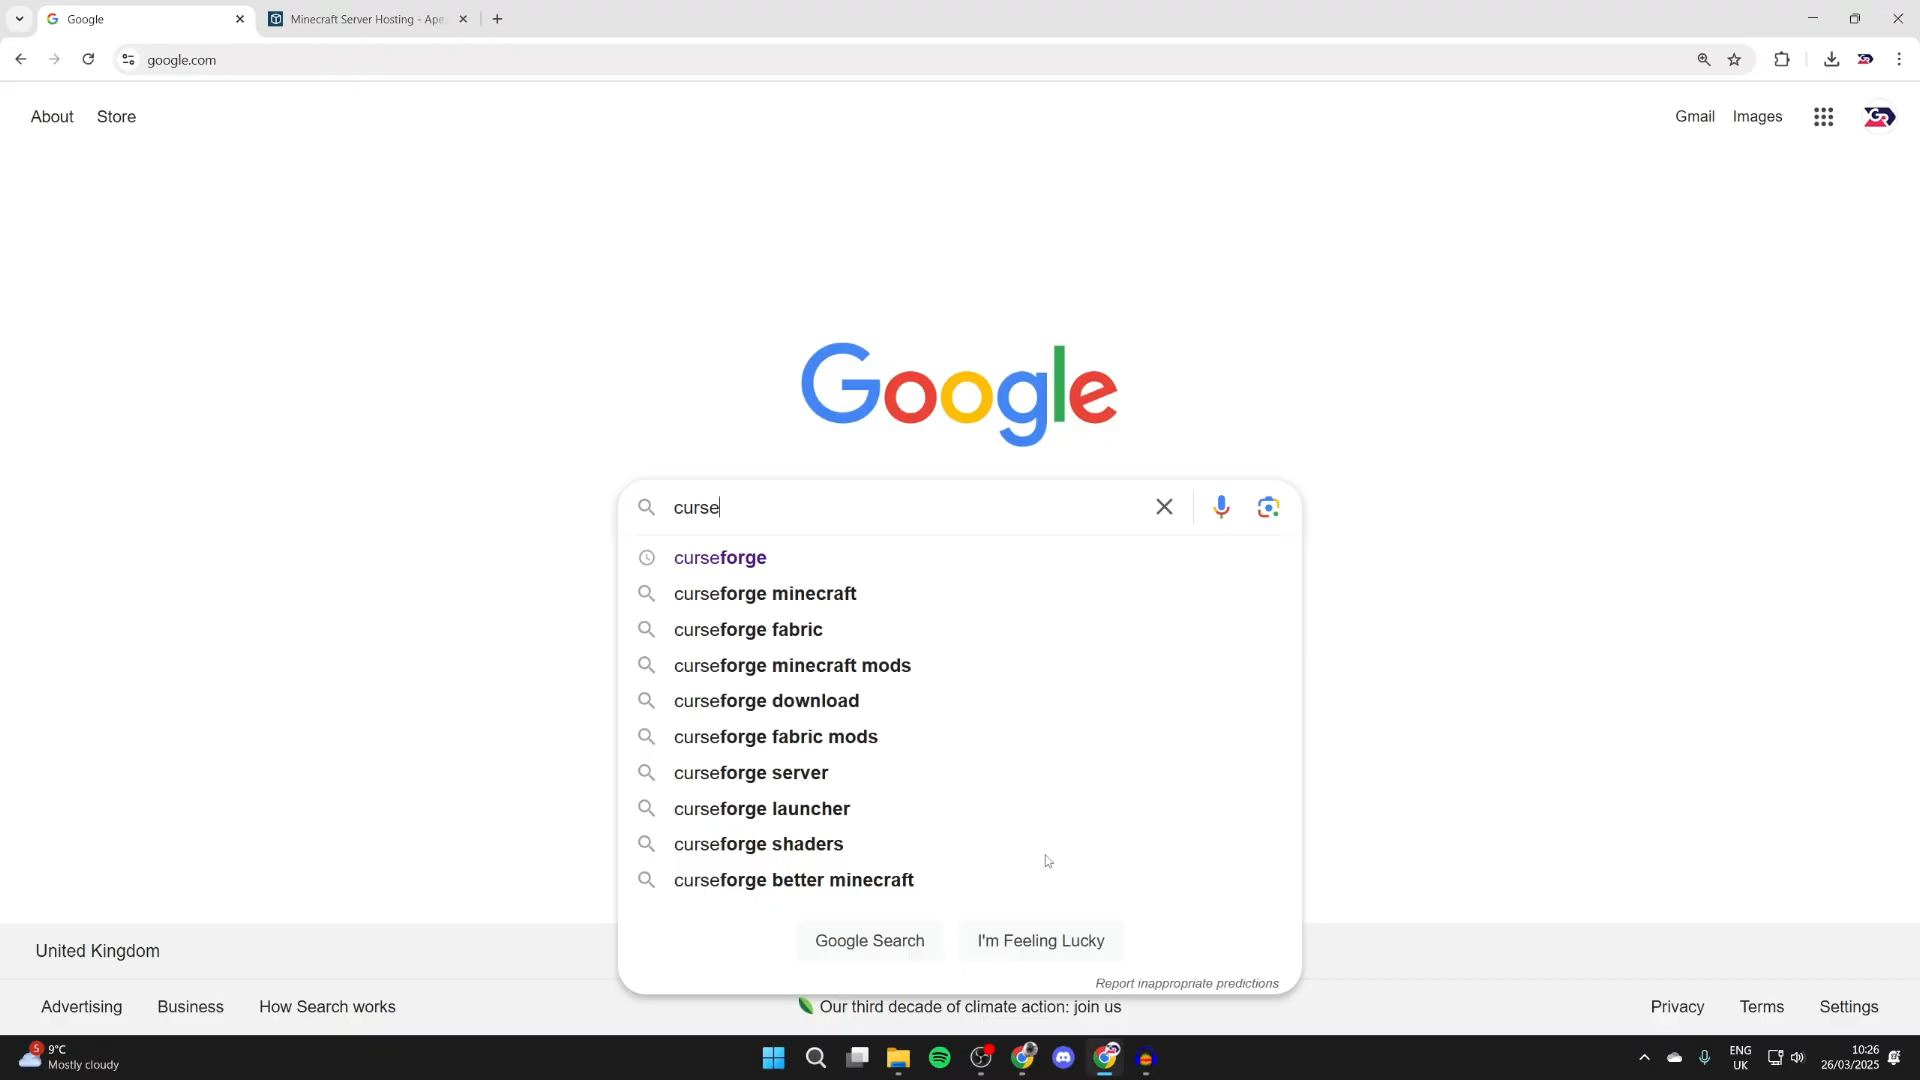 Google
Minecraft Server Hosting - Ape
google.com
About
Store
Gmail
Images
GR
Google
curse
curseforge
curseforge minecraft
curseforge fabric
curseforge minecraft mods
curseforge download
curseforge fabric mods
curseforge server
curseforge launcher
curseforge shaders
curseforge better minecraft
Google Search
I'm Feeling Lucky
Report inappropriate predictions
United Kingdom
Advertising
Business
How Search works
Our third decade of climate action: join us
Privacy
Terms
Settings
5
9°C
Mostly cloudy
ENG
UK
10:26
26/03/2025